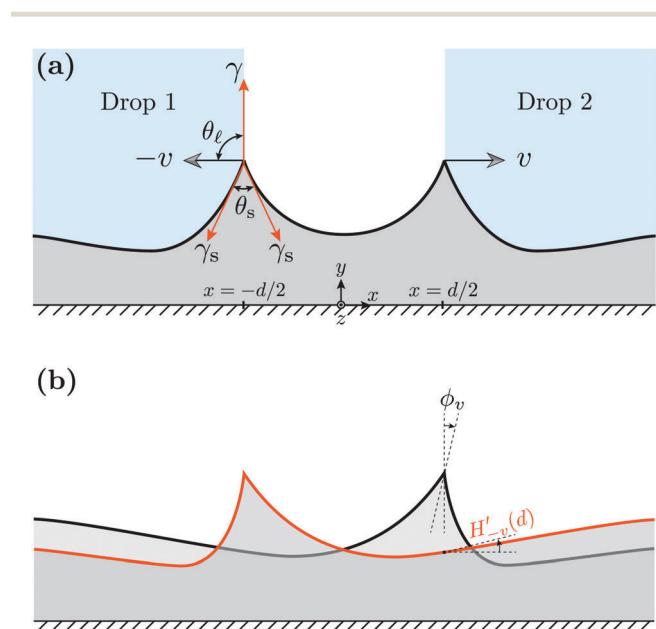 (a)
γ
Drop 1
Drop 2
θℓ
−v
v
θs
γs
γs
y
x = −d/2
x
x = d/2
z
(b)
ϕv
H′−v(d)